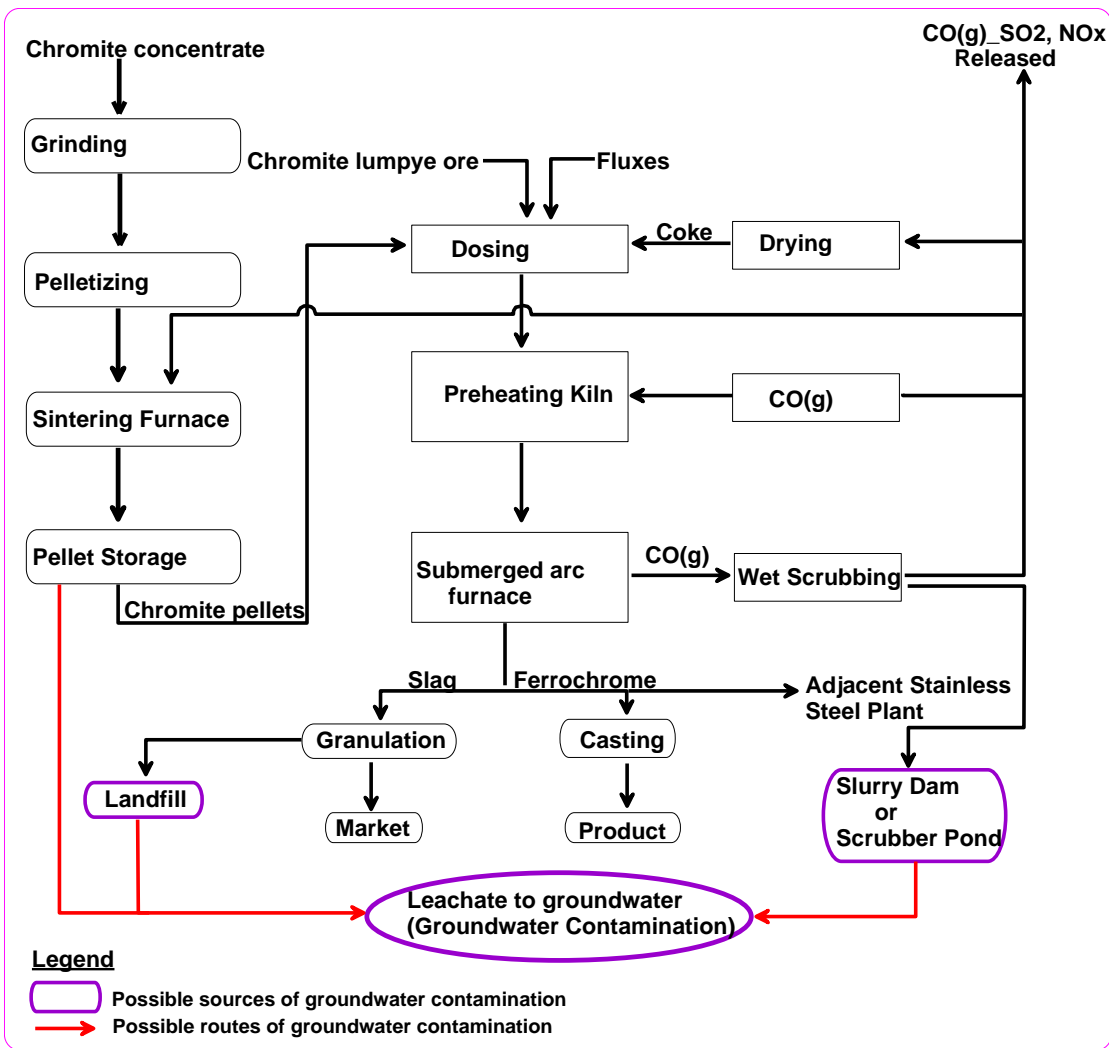 CO(g)_SO2, NOx
Released
Chromite concentrate
Grinding
Chromite lumpye ore
Fluxes
Dosing
Coke
Drying
Pelletizing
Preheating Kiln
CO(g)
Sintering Furnace
Pellet Storage
Submerged arc
furnace
CO(g)
Wet Scrubbing
Chromite pellets
Slag
Ferrochrome
Adjacent Stainless
Steel Plant
Granulation
Casting
Landfill
Market
Product
Slurry Dam
or
Scrubber Pond
Leachate to groundwater
(Groundwater Contamination)
Legend
Possible sources of groundwater contamination
Possible routes of groundwater contamination